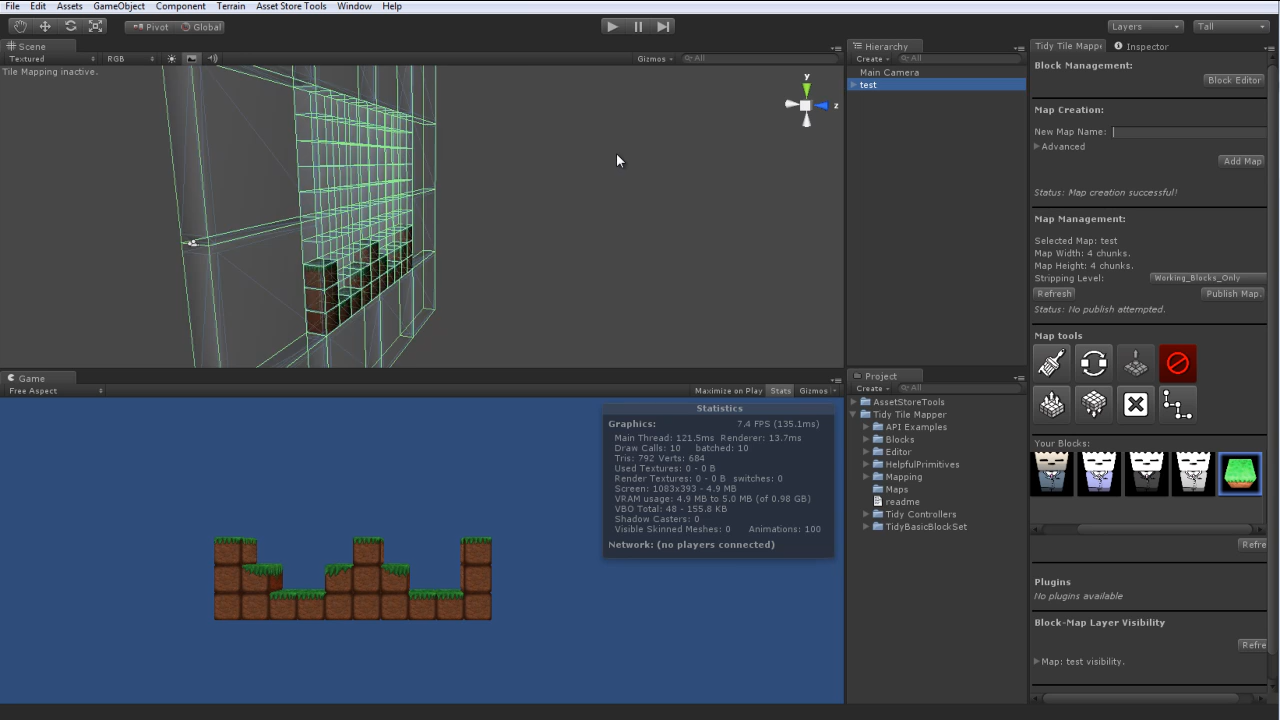 File Edit Assets GameObject Component Terrain Asset Store Tools Window Help
Pivot Global
Layers Tall
Scene
Textured RGB Gizmos All
Tile Mapping inactive.
y
z
Game
Free Aspect Maximize on Play Stats Gizmos
Statistics
Graphics: 7.4 FPS (135.1ms)
Main Thread: 121.5ms Renderer: 13.7ms
Draw Calls: 10 batched: 10
Tris: 792 Verts: 684
Used Textures: 0 - 0 B
Render Textures: 0 - 0 B switches: 0
Screen: 1083x393 - 4.9 MB
VRAM usage: 4.9 MB to 5.0 MB (of 0.98 GB)
VBO Total: 48 - 155.8 KB
Shadow Casters: 0
Visible Skinned Meshes: 0 Animations: 100
Network: (no players connected)
Hierarchy
Create All
Main Camera
test
Project
Create All
AssetStoreTools
Tidy Tile Mapper
API Examples
Blocks
Editor
HelpfulPrimitives
Mapping
Maps
readme
Tidy Controllers
TidyBasicBlockSet
Tidy Tile Mappe Inspector
Block Management:
Block Editor
Map Creation:
New Map Name:
Advanced
Add Map
Status: Map creation successful!
Map Management:
Selected Map: test
Map Width: 4 chunks.
Map Height: 4 chunks.
Stripping Level: Working_Blocks_Only
Refresh Publish Map.
Status: No publish attempted.
Map tools
Your Blocks:
Refre
Plugins
No plugins available
Block-Map Layer Visibility
Refre
Map: test visibility.